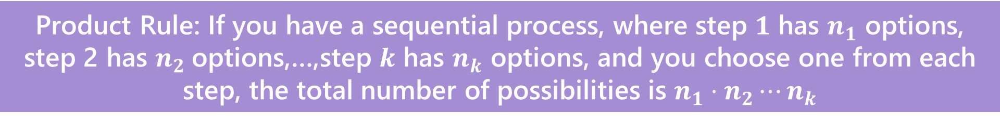 Product Rule: If you have a sequential process, where step 1 has n₁ options,
step 2 has n₂ options,…,step k has nₖ options, and you choose one from each
step, the total number of possibilities is n₁ · n₂ ⋯ nₖ